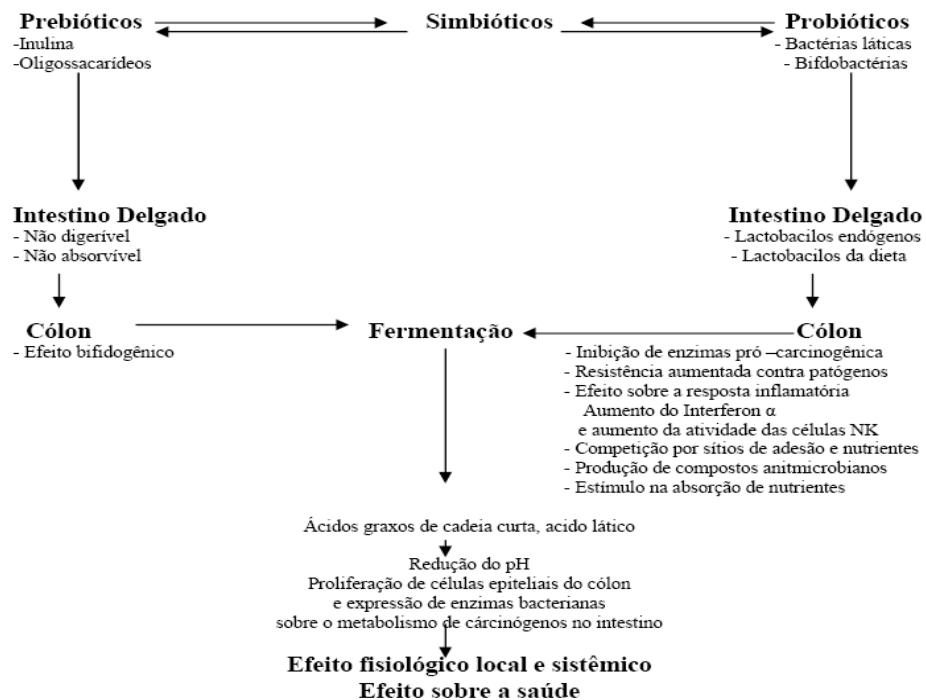 Prebióticos
-Inulina
-Oligossacarídeos
Simbióticos
Probióticos
- Bactérias láticas
- Bifdobactérias
Intestino Delgado
- Não digerível
- Não absorvível
Intestino Delgado
- Lactobacilos endógenos
- Lactobacilos da dieta
Cólon
- Efeito bifidogênico
Fermentação
Cólon
- Inibição de enzimas pró –carcinogênica
- Resistência aumentada contra patógenos
- Efeito sobre a resposta inflamatória
Aumento do Interferon α
e aumento da atividade das células NK
- Competição por sítios de adesão e nutrientes
- Produção de compostos anitmicrobianos
- Estímulo na absorção de nutrientes
Ácidos graxos de cadeia curta, acido lático
Redução do pH
Proliferação de células epiteliais do cólon
e expressão de enzimas bacterianas
sobre o metabolismo de cárcinógenos no intestino
Efeito fisiológico local e sistêmico
Efeito sobre a saúde